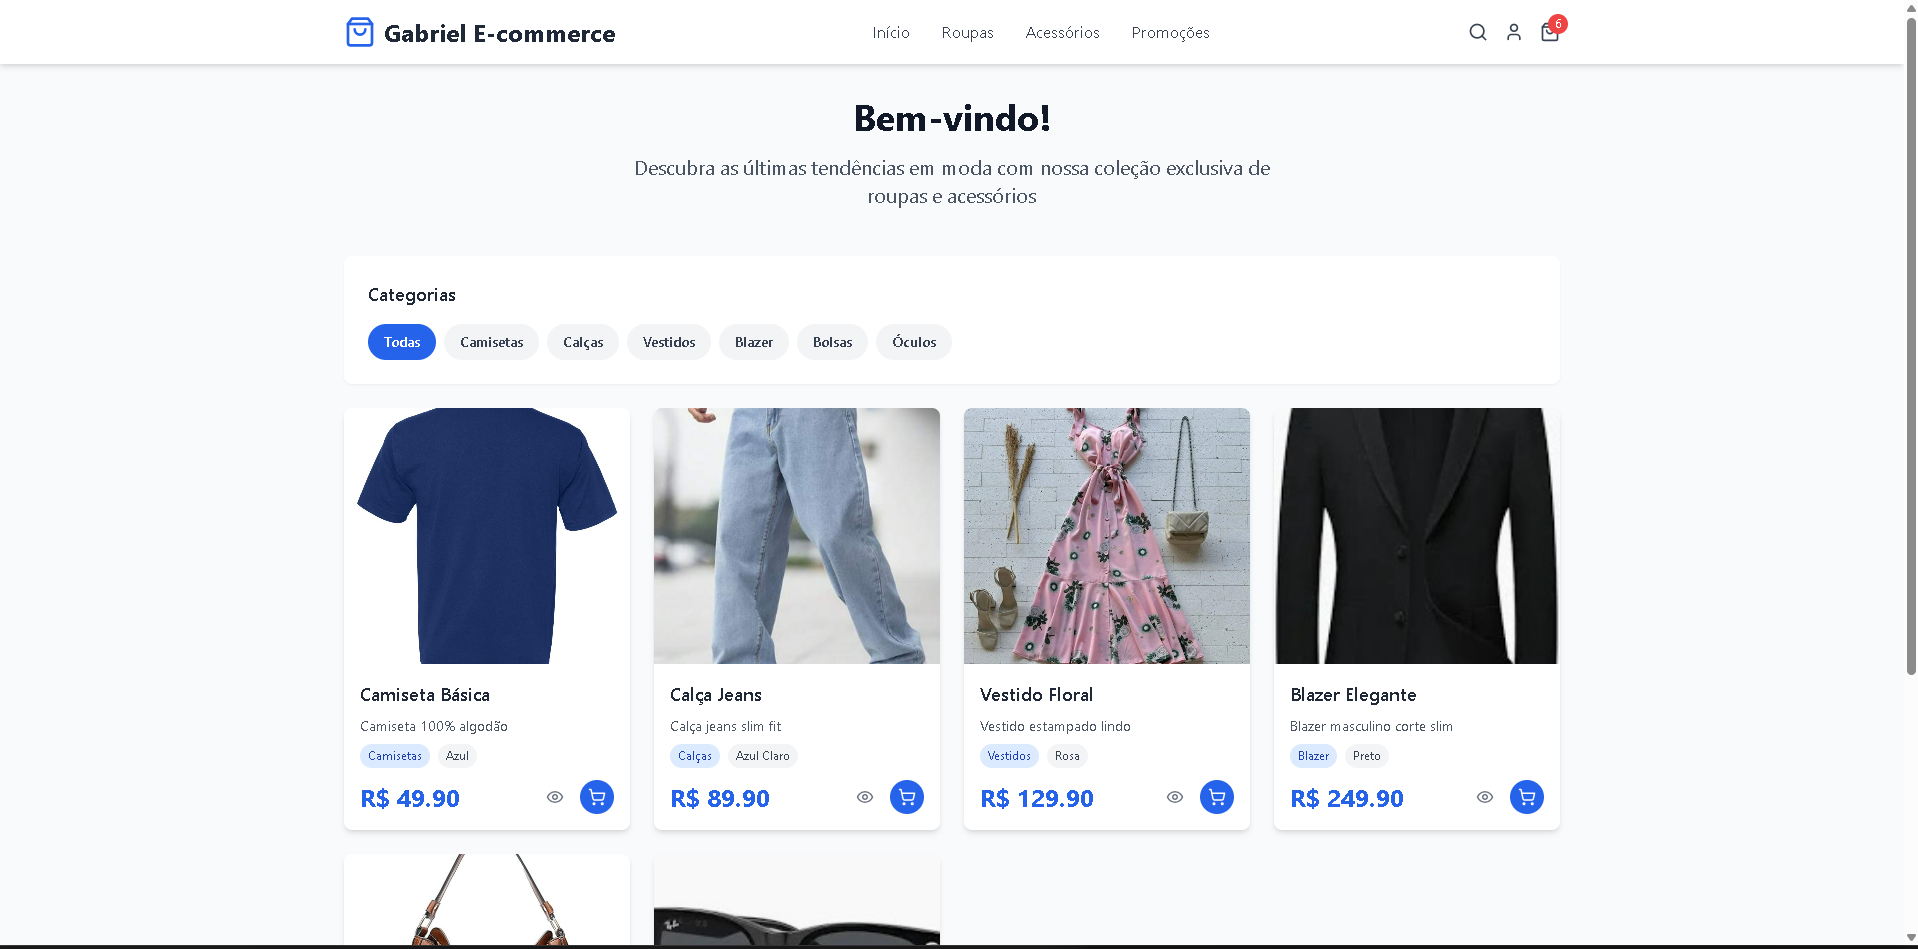 Gabriel E-commerce
Início
Roupas
Acessórios
Promoções
6
Bem-vindo!
Descubra as últimas tendências em moda com nossa coleção exclusiva de
roupas e acessórios
Categorias
Todas
Camisetas
Calças
Vestidos
Blazer
Bolsas
Óculos
Camiseta Básica
Camiseta 100% algodão
Camisetas
Azul
R$ 49.90
Calça Jeans
Calça jeans slim fit
Calças
Azul Claro
R$ 89.90
Vestido Floral
Vestido estampado lindo
Vestidos
Rosa
R$ 129.90
Blazer Elegante
Blazer masculino corte slim
Blazer
Preto
R$ 249.90
Ray-Ban